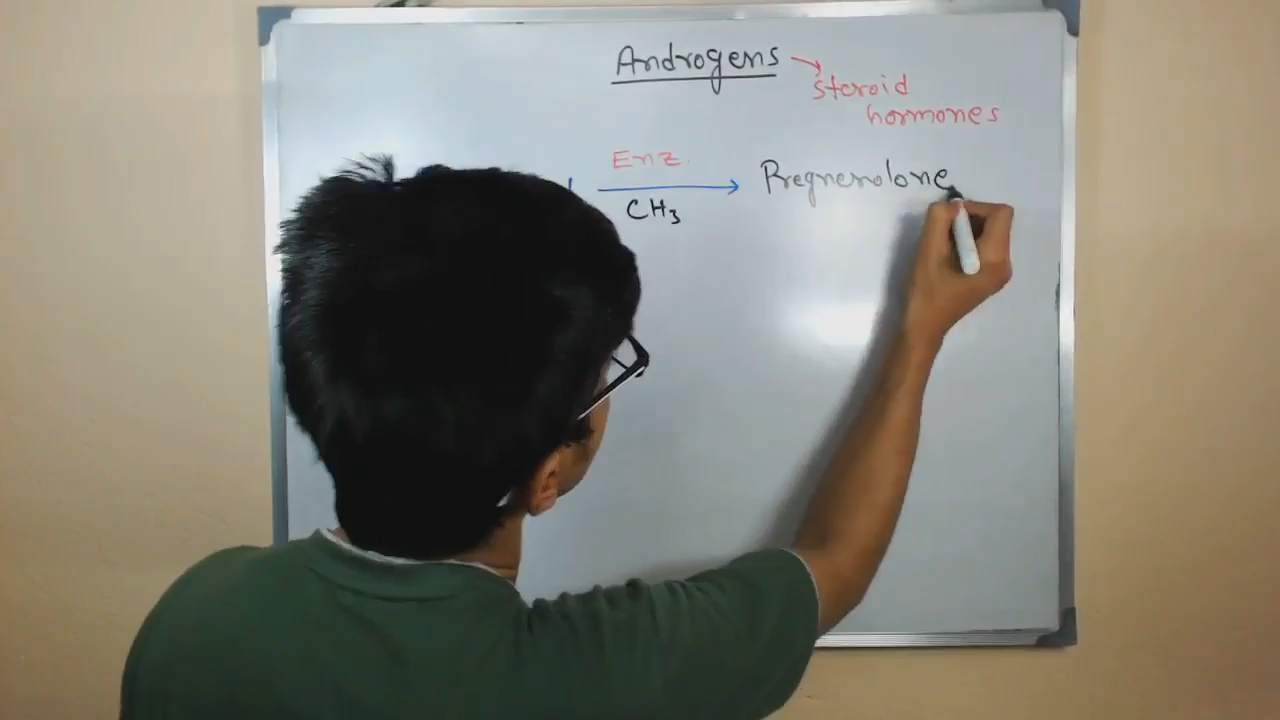 Androgens →
steroid
hormones
Enz.
CH₃
Pregnenolone